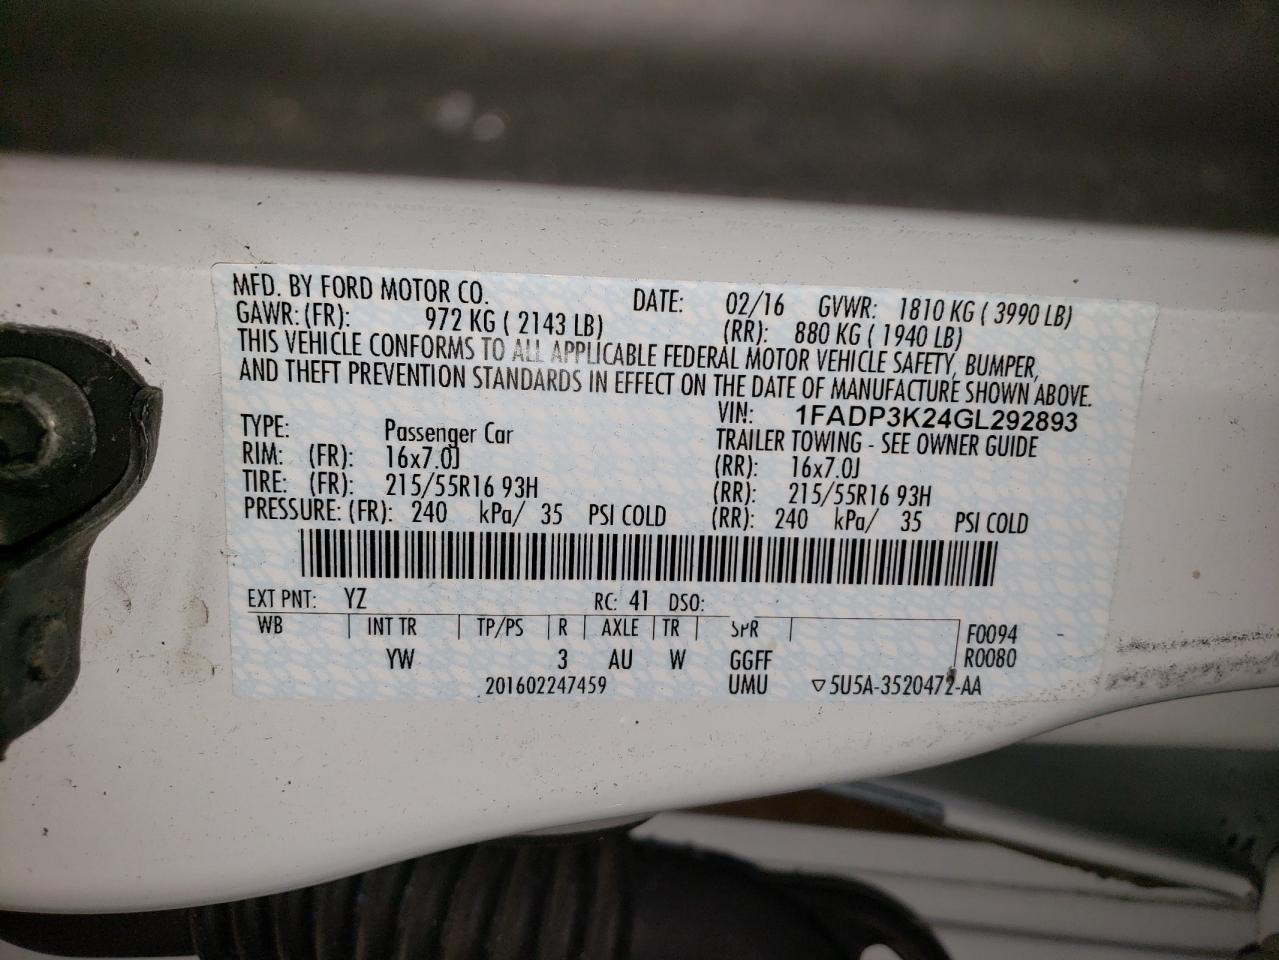 MFD. BY FORD MOTOR CO. DATE: 02/16 GVWR: 1810 KG ( 3990 LB)
GAWR: (FR): 972 KG ( 2143 LB) (RR): 880 KG ( 1940 LB)
THIS VEHICLE CONFORMS TO ALL APPLICABLE FEDERAL MOTOR VEHICLE SAFETY, BUMPER,
AND THEFT PREVENTION STANDARDS IN EFFECT ON THE DATE OF MANUFACTURE SHOWN ABOVE.
VIN: 1FADP3K24GL292893
TYPE: Passenger Car TRAILER TOWING - SEE OWNER GUIDE
RIM: (FR): 16x7.0J (RR): 16x7.0J
TIRE: (FR): 215/55R16 93H (RR): 215/55R16 93H
PRESSURE: (FR): 240 kPa/ 35 PSI COLD (RR): 240 kPa/ 35 PSI COLD
EXT PNT: YZ RC: 41 DSO:
WB INT TR TP/PS R AXLE TR SPR F0094
YW 3 AU W GGFF R0080
201602247459 UMU ▽5U5A-3520472-AA